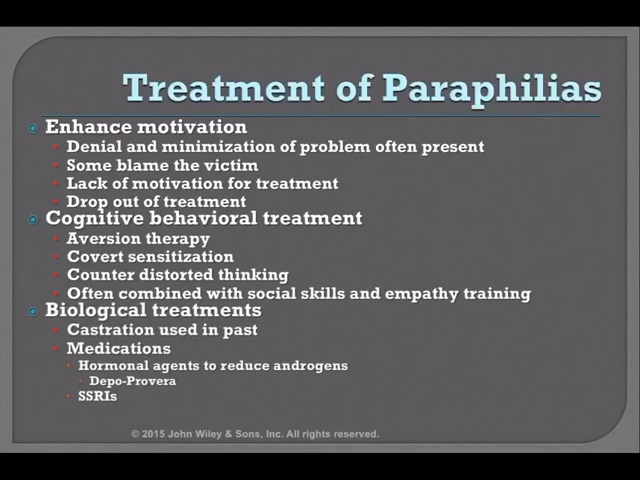 Treatment of Paraphilias
Enhance motivation
Denial and minimization of problem often present
Some blame the victim
Lack of motivation for treatment
Drop out of treatment
Cognitive behavioral treatment
Aversion therapy
Covert sensitization
Counter distorted thinking
Often combined with social skills and empathy training
Biological treatments
Castration used in past
Medications
Hormonal agents to reduce androgens
Depo-Provera
SSRIs
© 2015 John Wiley & Sons, Inc. All rights reserved.